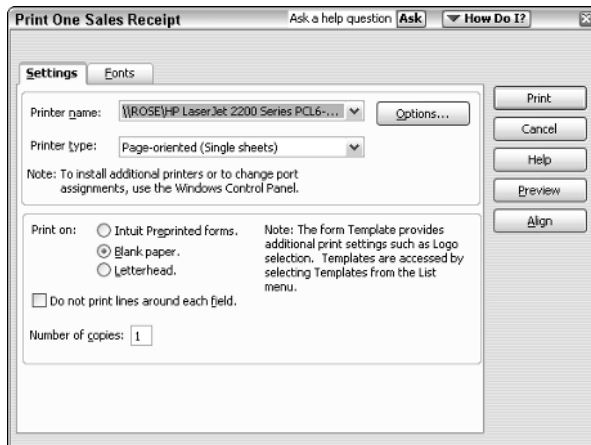 Print One Sales Receipt
Ask a help question Ask
How Do I?
Settings
Fonts
Printer name: \\ROSE\HP LaserJet 2200 Series PCL6-...
Options...
Printer type: Page-oriented (Single sheets)
Note: To install additional printers or to change port
assignments, use the Windows Control Panel.
Print on:
Intuit Preprinted forms.
Blank paper.
Letterhead.
Note: The form Template provides
additional print settings such as Logo
selection. Templates are accessed by
selecting Templates from the List
menu.
Do not print lines around each field.
Number of copies: 1
Print
Cancel
Help
Preview
Align